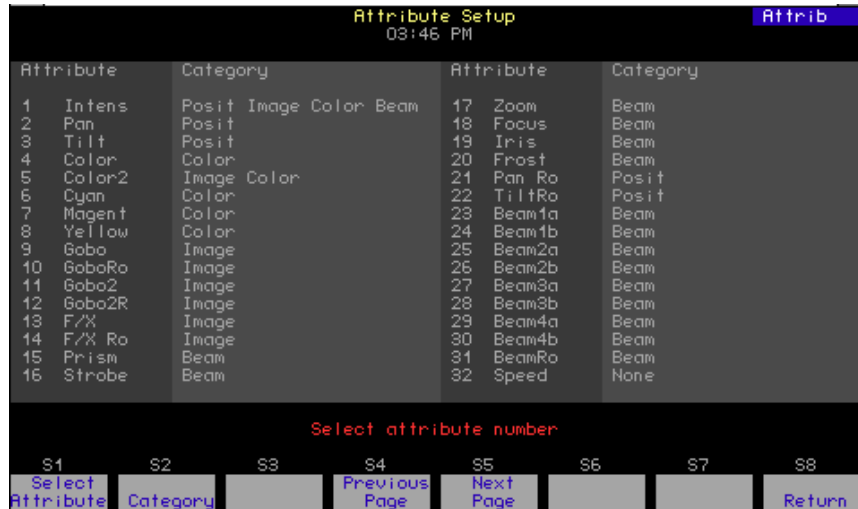 Attribute Setup Attrib
03:46 PM
Attribute Category Attribute Category
1 Intens Posit Image Color Beam 17 Zoom Beam
2 Pan Posit 18 Focus Beam
3 Tilt Posit 19 Iris Beam
4 Color Color 20 Frost Beam
5 Color2 Image Color 21 Pan Ro Posit
6 Cyan Color 22 TiltRo Posit
7 Magent Color 23 Beam1a Beam
8 Yellow Color 24 Beam1b Beam
9 Gobo Image 25 Beam2a Beam
10 GoboRo Image 26 Beam2b Beam
11 Gobo2 Image 27 Beam3a Beam
12 Gobo2R Image 28 Beam3b Beam
13 F/X Image 29 Beam4a Beam
14 F/X Ro Image 30 Beam4b Beam
15 Prism Beam 31 BeamRo Beam
16 Strobe Beam 32 Speed None
Select attribute number
S1 S2 S3 S4 S5 S6 S7 S8
Select Previous Next
Attribute Category Page Page Return